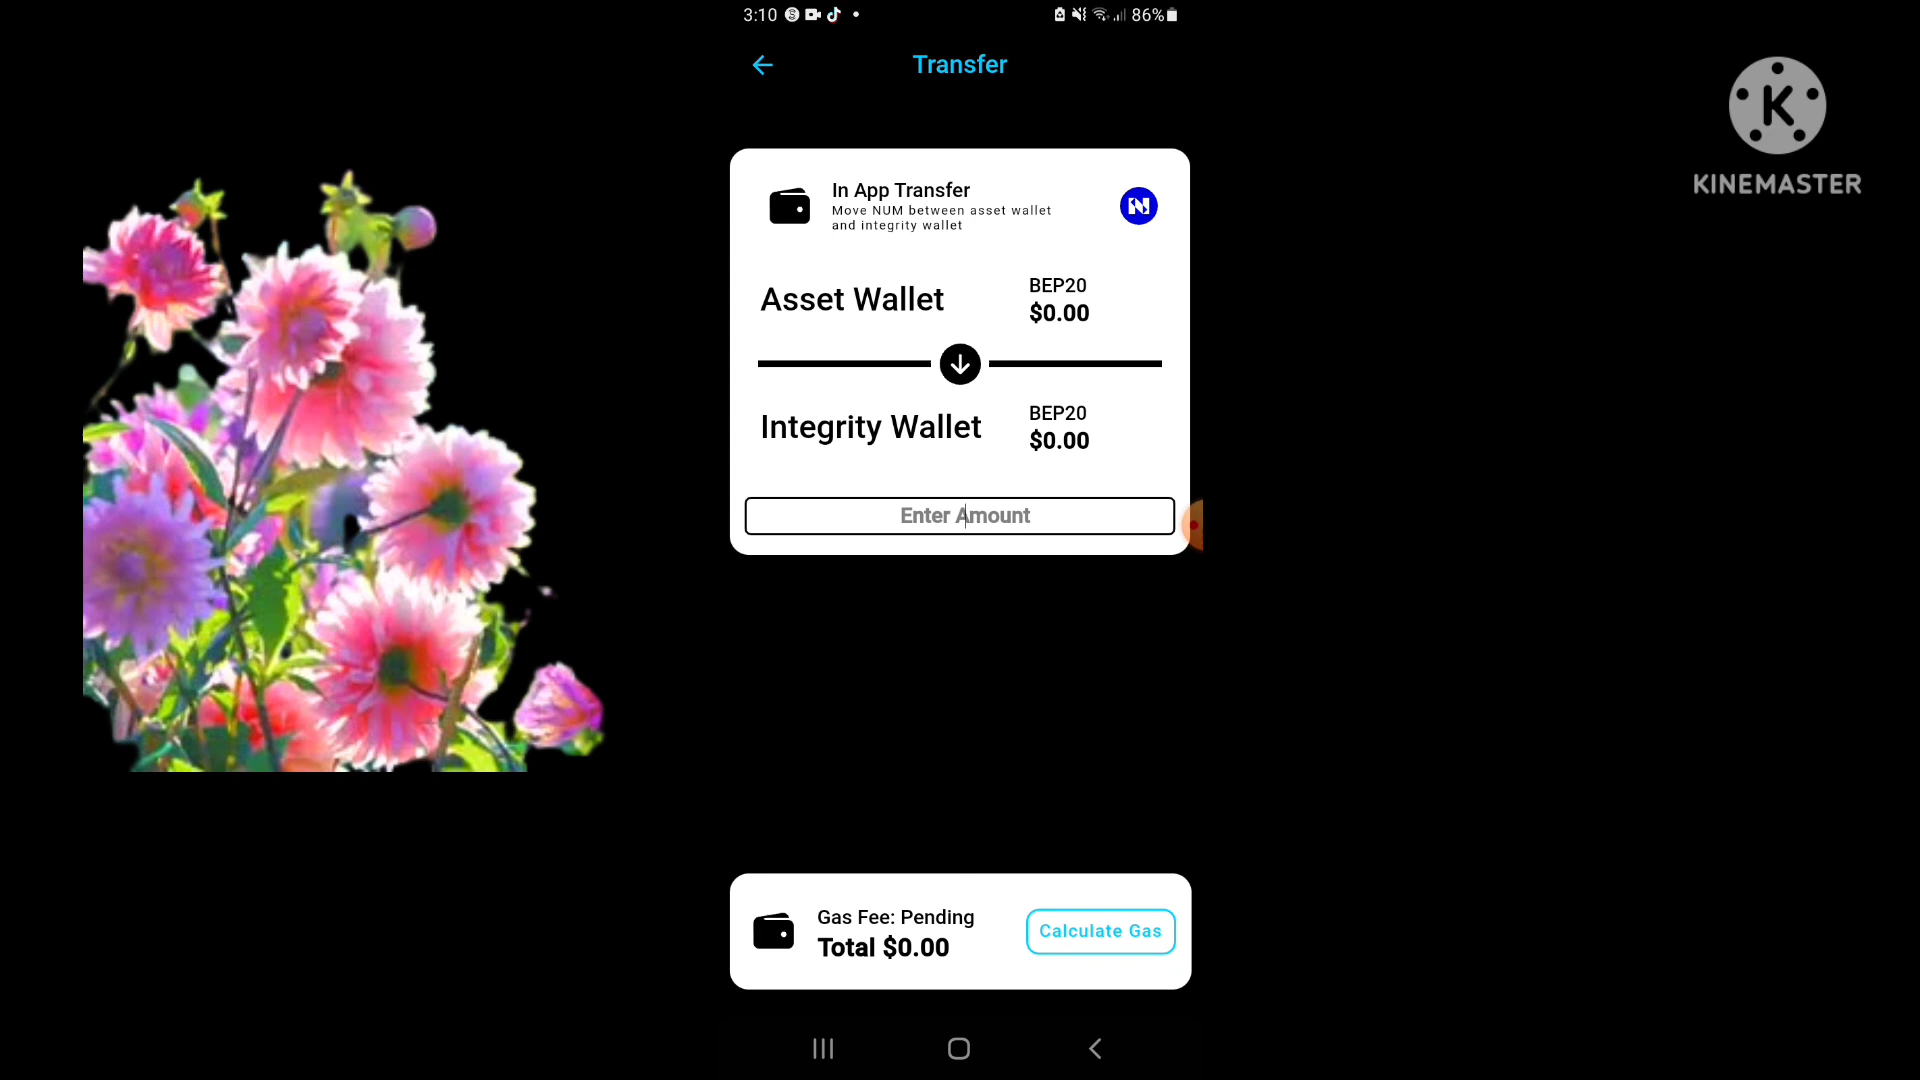 3:10
86%
Transfer
K
KINEMASTER
In App Transfer
Move NUM between asset wallet
and integrity wallet
N
Asset Wallet
BEP20
$0.00
Integrity Wallet
BEP20
$0.00
Enter Amount
Gas Fee: Pending
Total $0.00
Calculate Gas